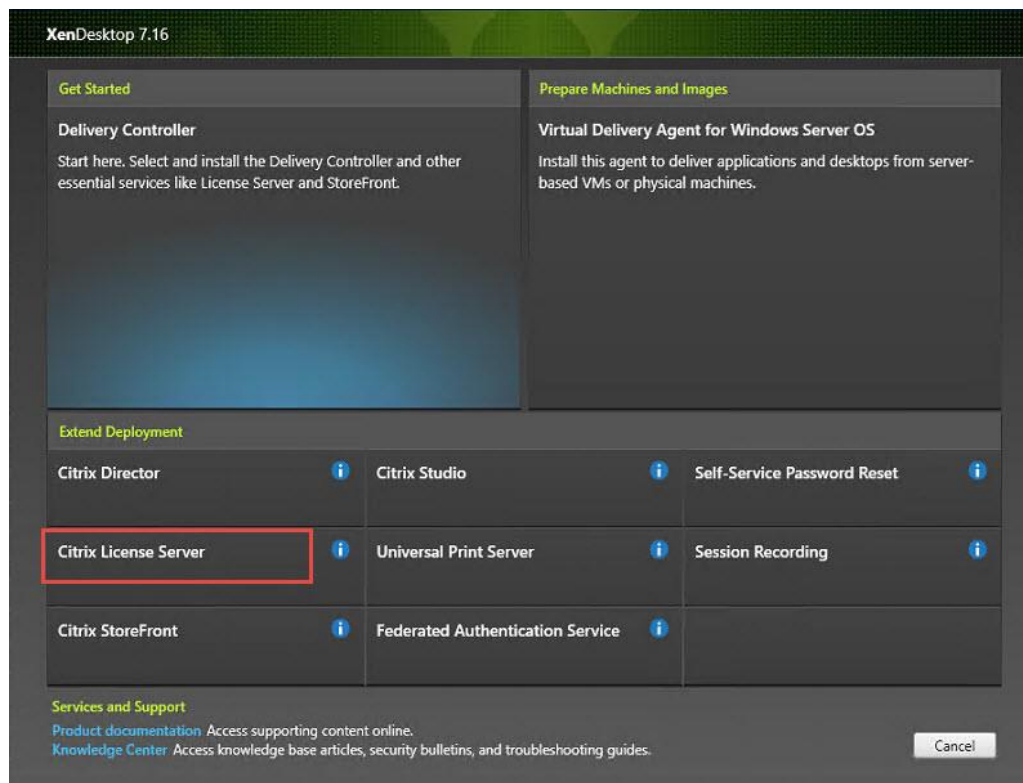 XenDesktop 7.16
Get Started
Delivery Controller
Start here. Select and install the Delivery Controller and other
essential services like License Server and StoreFront.
Prepare Machines and Images
Virtual Delivery Agent for Windows Server OS
Install this agent to deliver applications and desktops from server-
based VMs or physical machines.
Extend Deployment
Citrix Director
Citrix Studio
Self-Service Password Reset
Citrix License Server
Universal Print Server
Session Recording
Citrix StoreFront
Federated Authentication Service
Services and Support
Product documentation Access supporting content online.
Knowledge Center Access knowledge base articles, security bulletins, and troubleshooting guides.
Cancel